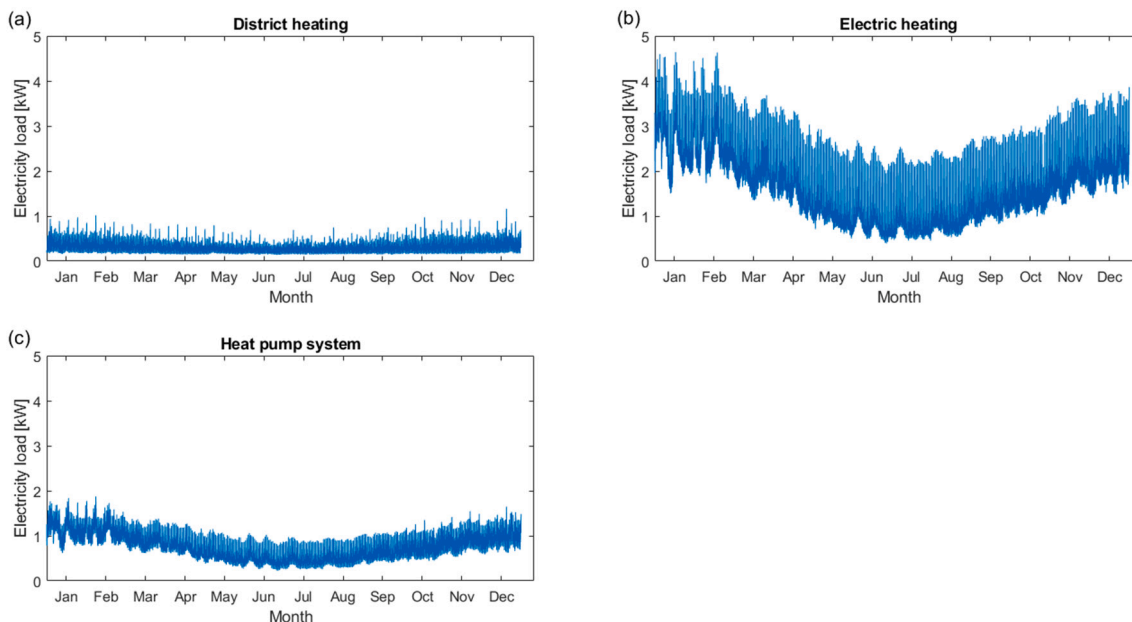 (a)
District heating
5
4
3
2
1
0
Electricity load [kW]
Jan Feb Mar Apr May Jun Jul Aug Sep Oct Nov Dec
Month
(b)
Electric heating
5
4
3
2
1
0
Electricity load [kW]
Jan Feb Mar Apr May Jun Jul Aug Sep Oct Nov Dec
Month
(c)
Heat pump system
5
4
3
2
1
0
Electricity load [kW]
Jan Feb Mar Apr May Jun Jul Aug Sep Oct Nov Dec
Month